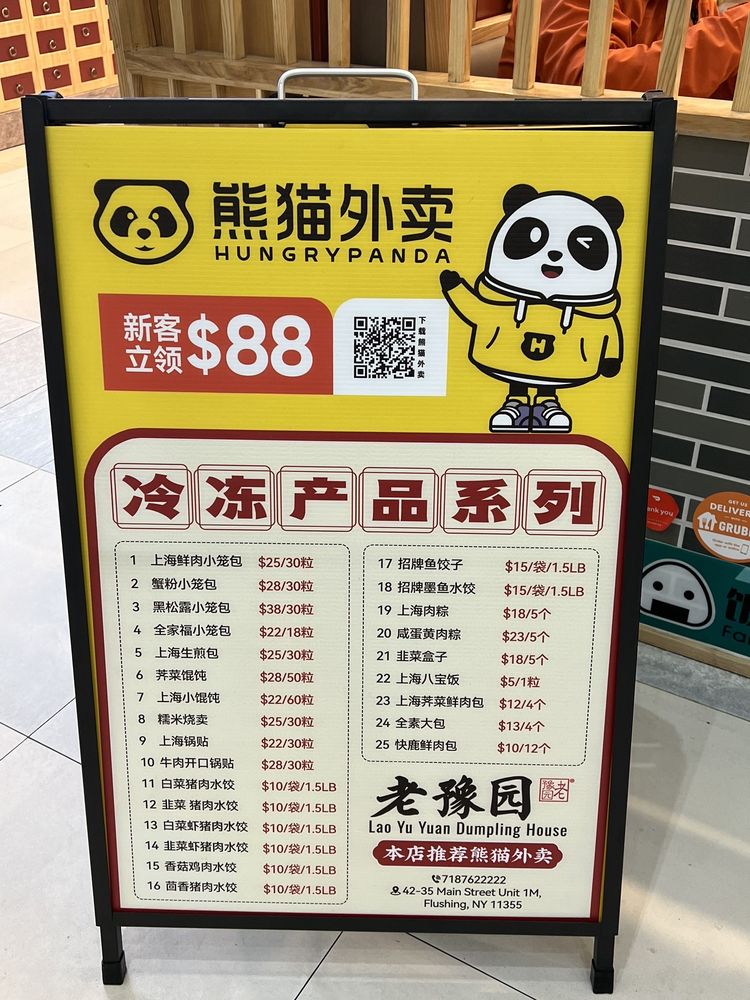 熊猫外卖
HUNGRYPANDA
新客
立领
$88
下载熊猫外卖
H
冷冻产品系列
1 上海鲜肉小笼包 $25/30粒
2 蟹粉小笼包 $28/30粒
3 黑松露小笼包 $38/30粒
4 全家福小笼包 $22/18粒
5 上海生煎包 $25/30粒
6 荠菜馄饨 $28/50粒
7 上海小馄饨 $22/60粒
8 糯米烧卖 $25/30粒
9 上海锅贴 $22/30粒
10 牛肉开口锅贴 $28/30粒
11 白菜猪肉水饺 $10/袋/1.5LB
12 韭菜 猪肉水饺 $10/袋/1.5LB
13 白菜虾猪肉水饺 $10/袋/1.5LB
14 韭菜虾猪肉水饺 $10/袋/1.5LB
15 香菇鸡肉水饺 $10/袋/1.5LB
16 茴香猪肉水饺 $10/袋/1.5LB
17 招牌鱼饺子 $15/袋/1.5LB
18 招牌墨鱼水饺 $15/袋/1.5LB
19 上海肉粽 $18/5个
20 咸蛋黄肉粽 $23/5个
21 韭菜盒子 $18/5个
22 上海八宝饭 $5/1粒
23 上海荠菜鲜肉包 $12/4个
24 全素大包 $13/4个
25 快鹿鲜肉包 $10/12个
老豫园
老豫园
Lao Yu Yuan Dumpling House
本店推荐熊猫外卖
7187622222
42-35 Main Street Unit 1M,
Flushing, NY 11355
ank you
GET US
DELIVER
GRUB
Fa